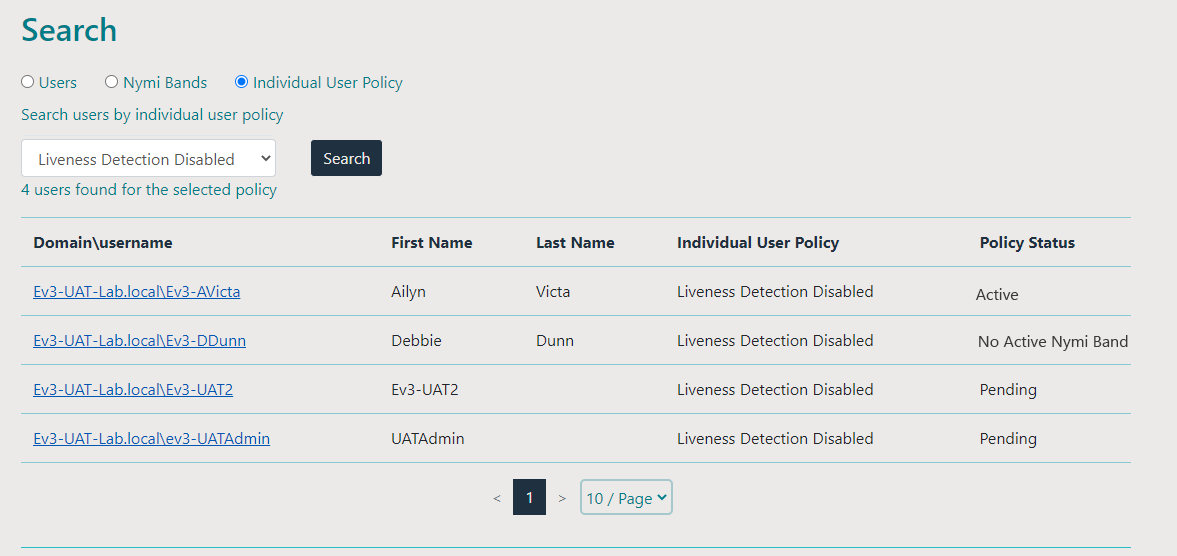 Search
Users Nymi Bands Individual User Policy
Search users by individual user policy
Liveness Detection Disabled Search
4 users found for the selected policy
Domain\username First Name Last Name Individual User Policy Policy Status
Ev3-UAT-Lab.local\Ev3-AVicta Ailyn Victa Liveness Detection Disabled Active
Ev3-UAT-Lab.local\Ev3-DDunn Debbie Dunn Liveness Detection Disabled No Active Nymi Band
Ev3-UAT-Lab.local\Ev3-UAT2 Ev3-UAT2 Liveness Detection Disabled Pending
Ev3-UAT-Lab.local\ev3-UATAdmin UATAdmin Liveness Detection Disabled Pending
< 1 > 10 / Page